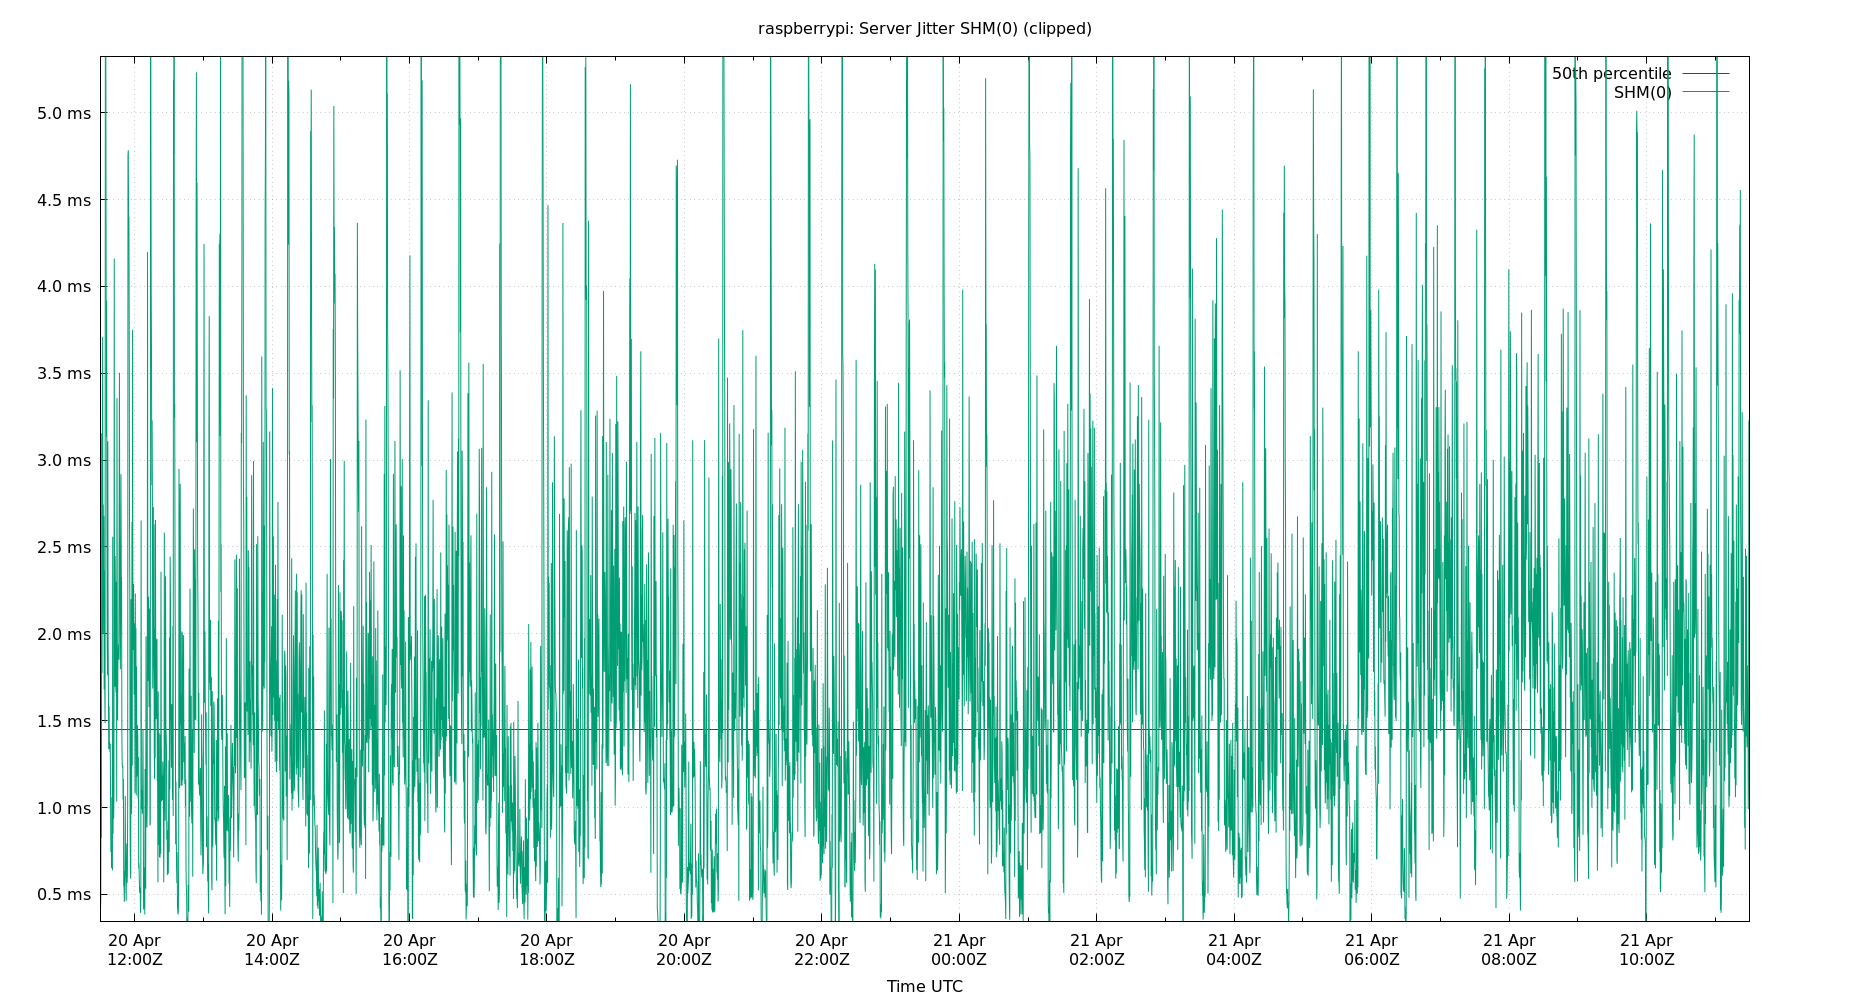 raspberrypi: Server Jitter SHM(0) (clipped)
50th percentile
SHM(0)
5.0 ms
4.5 ms
4.0 ms
3.5 ms
3.0 ms
2.5 ms
2.0 ms
1.5 ms
1.0 ms
0.5 ms
20 Apr 20 Apr 20 Apr 20 Apr 20 Apr 20 Apr 21 Apr 21 Apr 21 Apr 21 Apr 21 Apr 21 Apr
12:00Z 14:00Z 16:00Z 18:00Z 20:00Z 22:00Z 00:00Z 02:00Z 04:00Z 06:00Z 08:00Z 10:00Z
Time UTC